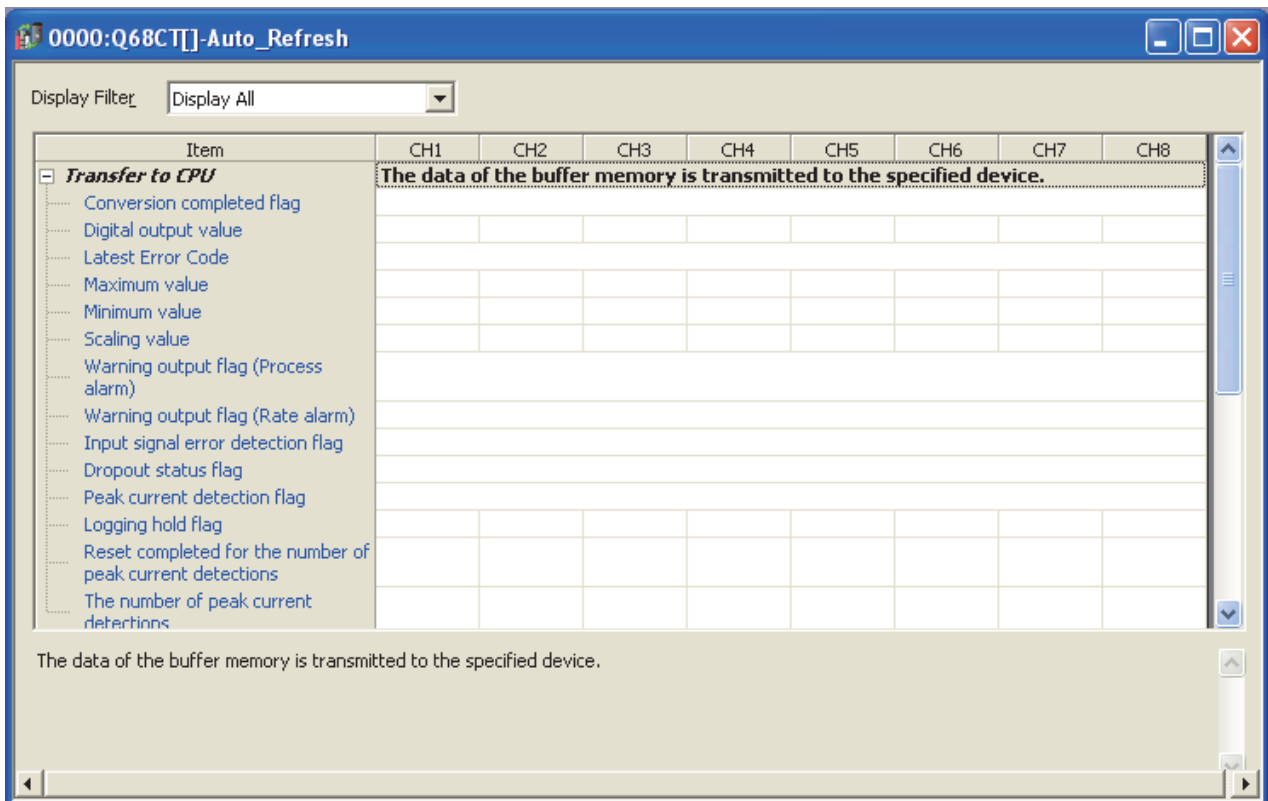 0000:Q68CT[]-Auto_Refresh
Display Filter Display All
Item CH1 CH2 CH3 CH4 CH5 CH6 CH7 CH8
Transfer to CPU The data of the buffer memory is transmitted to the specified device.
Conversion completed flag
Digital output value
Latest Error Code
Maximum value
Minimum value
Scaling value
Warning output flag (Process
alarm)
Warning output flag (Rate alarm)
Input signal error detection flag
Dropout status flag
Peak current detection flag
Logging hold flag
Reset completed for the number of
peak current detections
The number of peak current
detections
The data of the buffer memory is transmitted to the specified device.